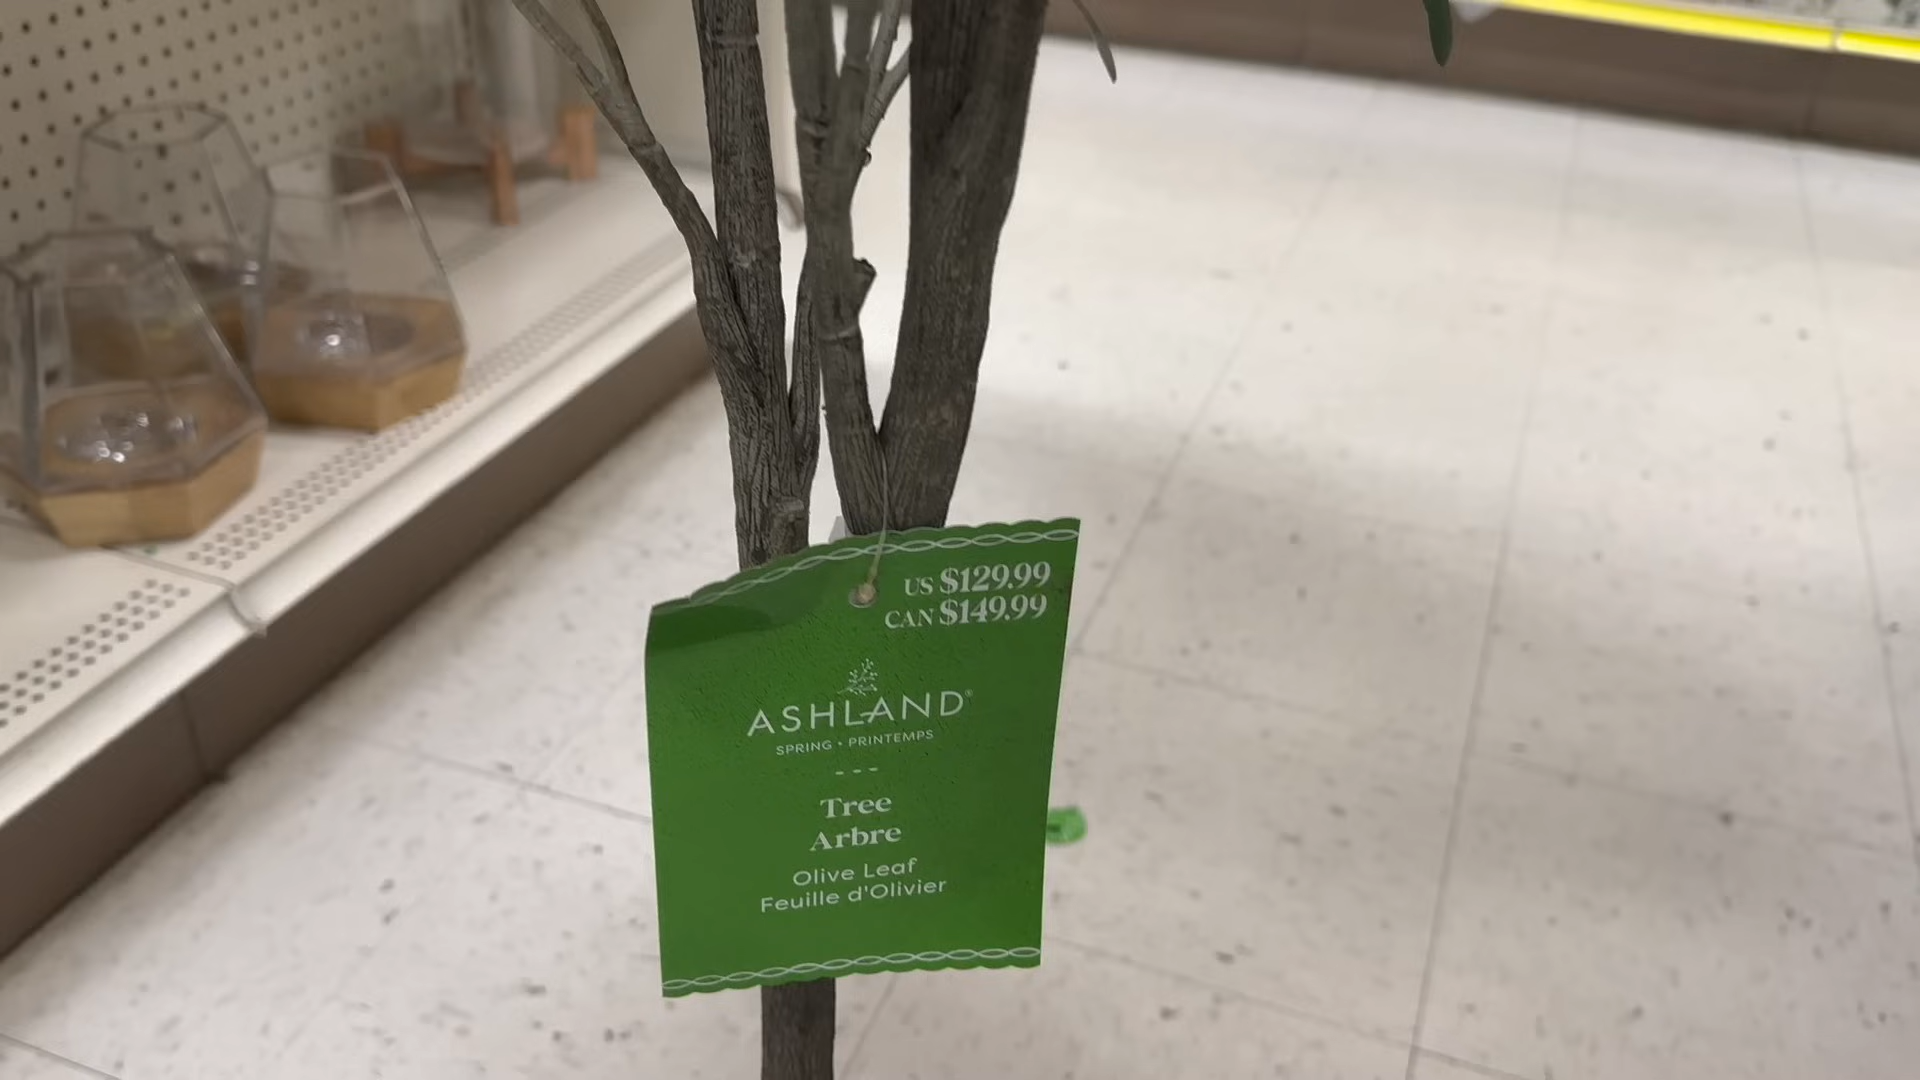 US $129.99
CAN $149.99
ASHLAND®
SPRING • PRINTEMPS
Tree
Arbre
Olive Leaf
Feuille d'Olivier